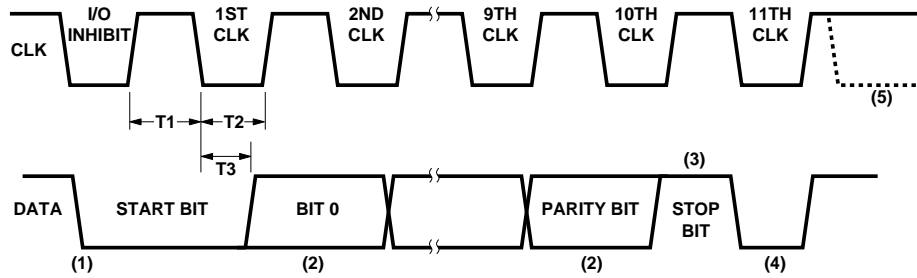 I/O
INHIBIT
1ST
CLK
2ND
CLK
9TH
CLK
10TH
CLK
11TH
CLK
CLK
(5)
T1
T2
T3
(3)
DATA
START BIT
BIT 0
PARITY BIT
STOP
BIT
(1)
(2)
(2)
(4)